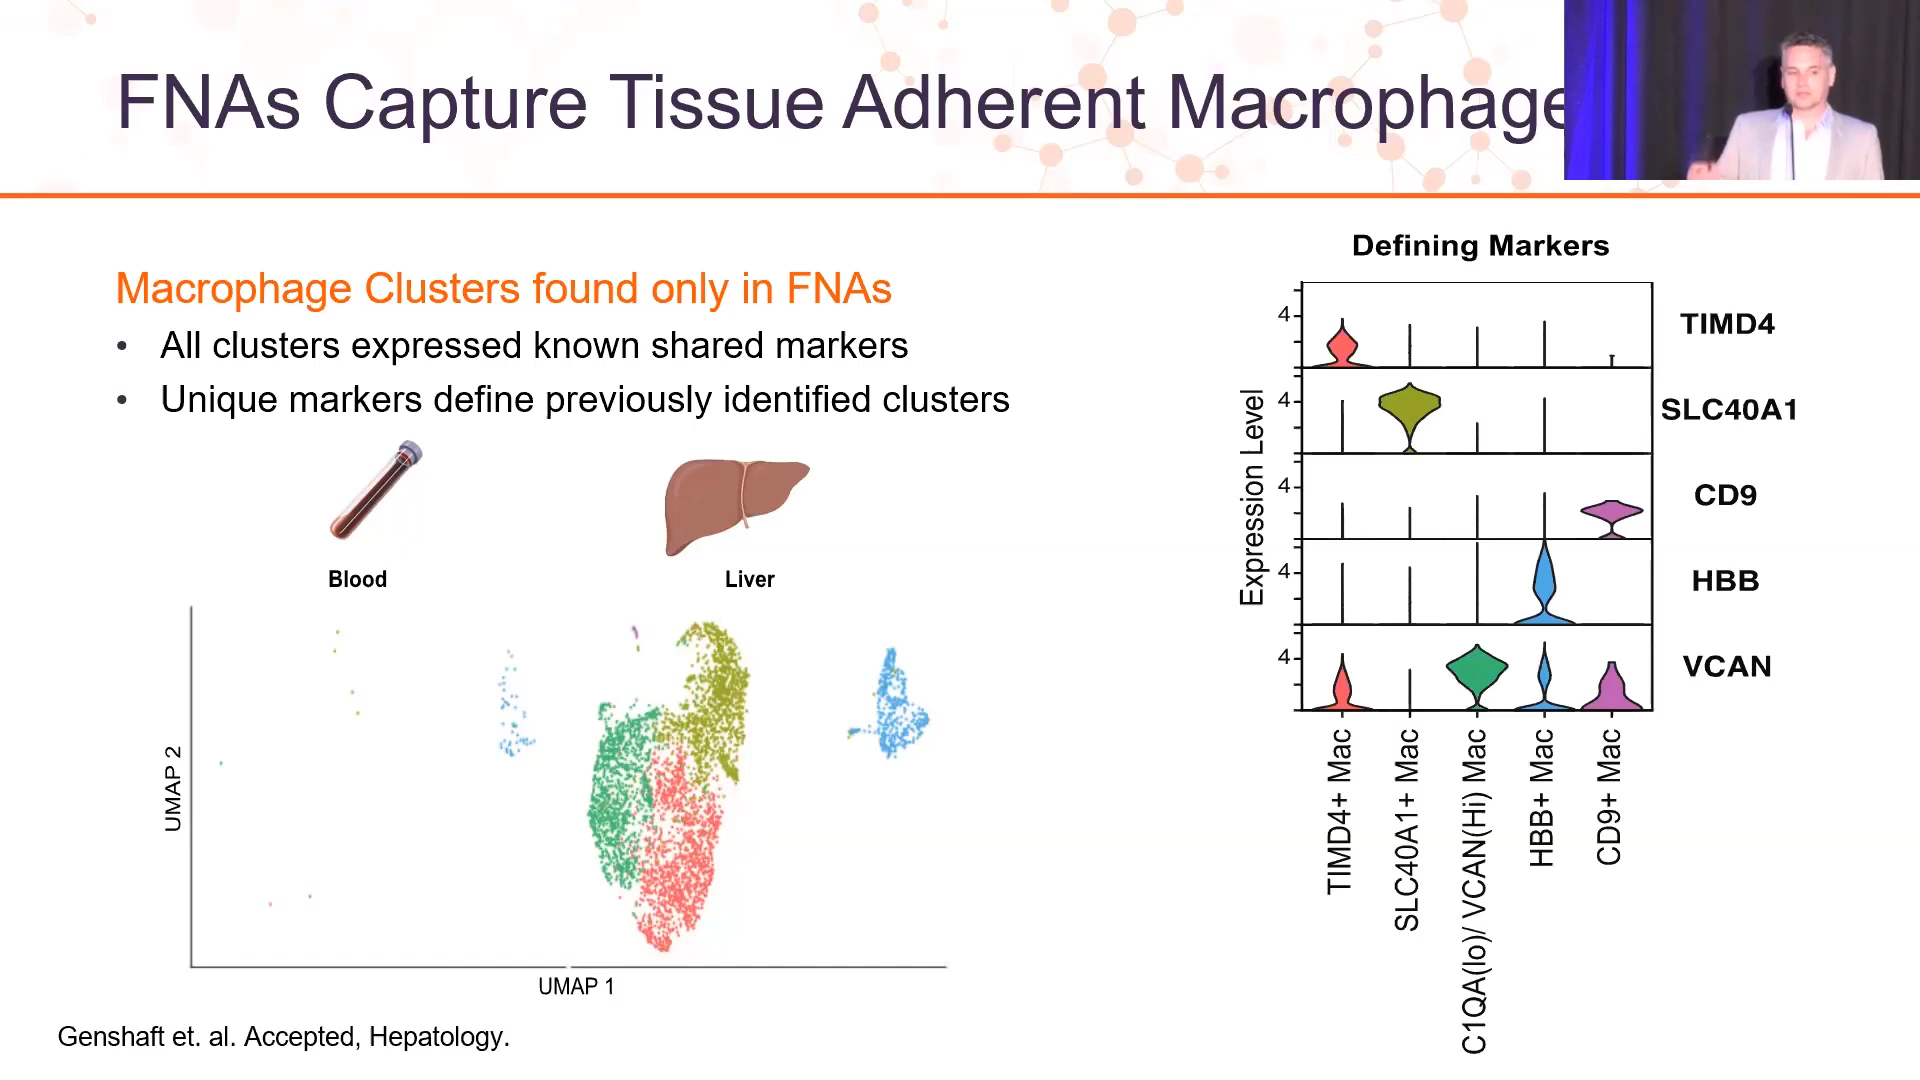 FNAs Capture Tissue Adherent Macrophage
Macrophage Clusters found only in FNAs
• All clusters expressed known shared markers
• Unique markers define previously identified clusters
Blood
Liver
UMAP 2
UMAP 1
Genshaft et. al. Accepted, Hepatology.
Defining Markers
Expression Level
4
TIMD4
4
SLC40A1
4
CD9
4
HBB
4
VCAN
TIMD4+ Mac
SLC40A1+ Mac
C1QA(lo)/ VCAN(Hi) Mac
HBB+ Mac
CD9+ Mac